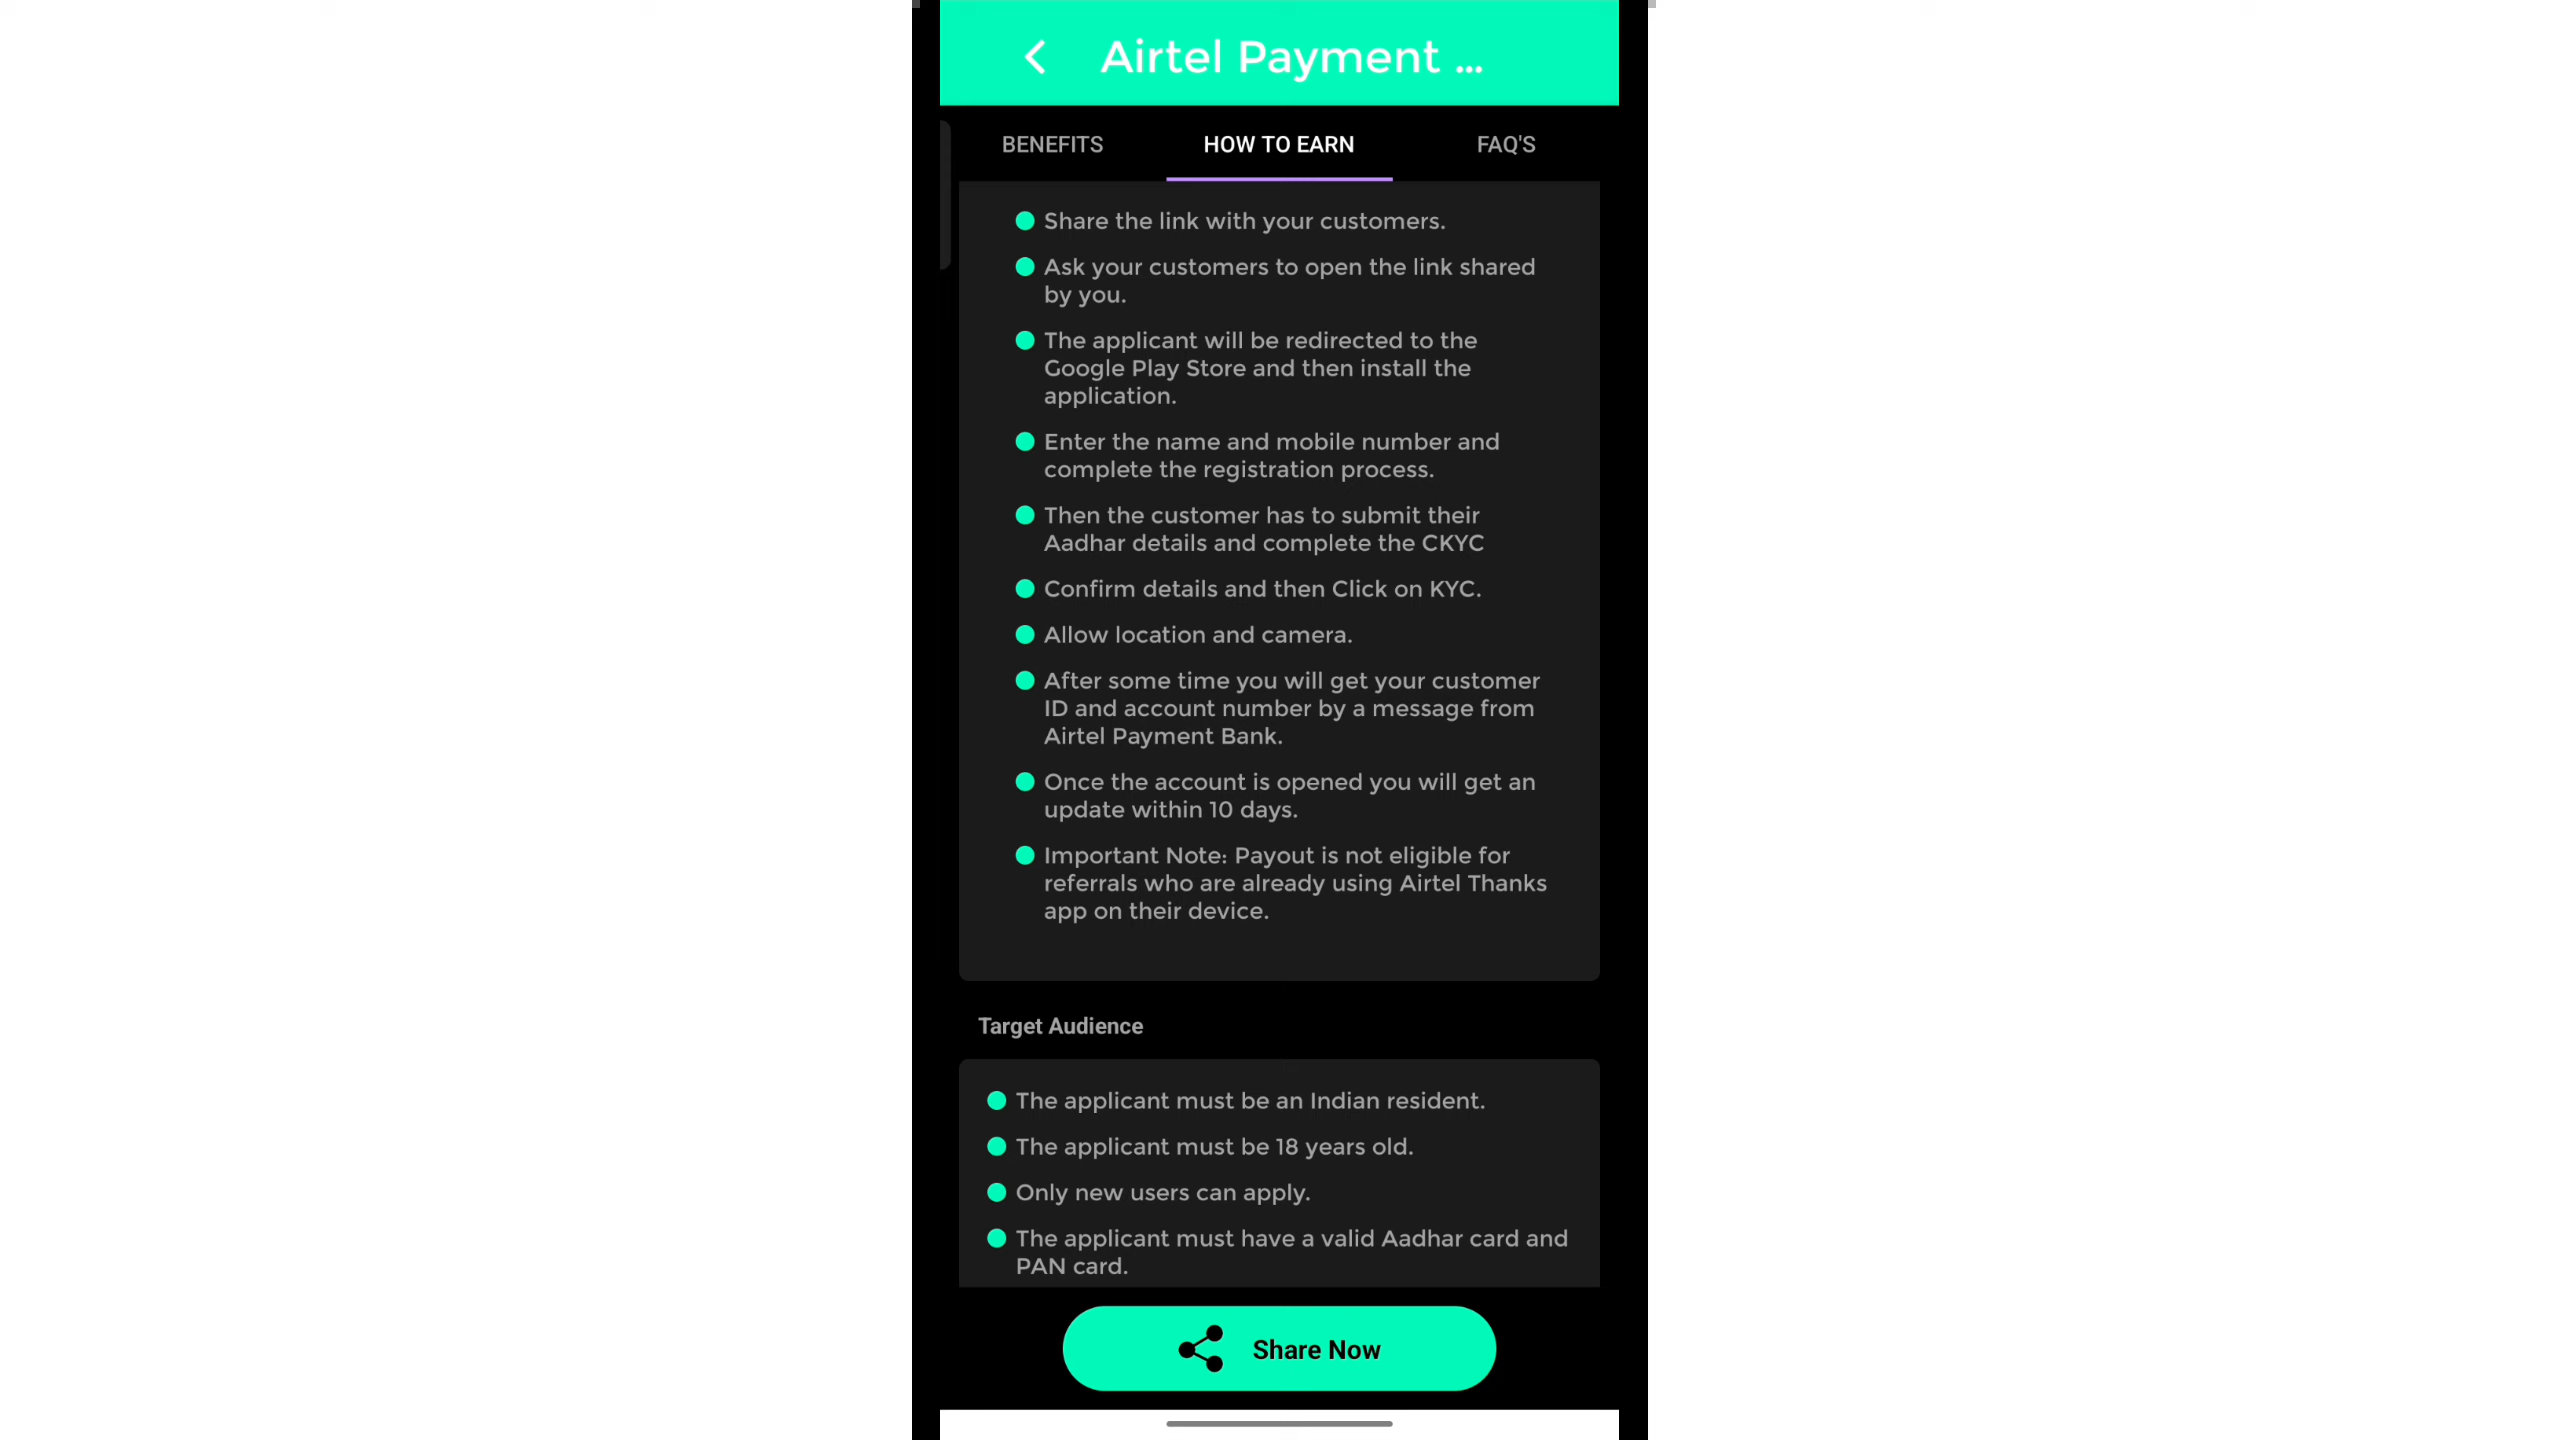 Airtel Payment ...
BENEFITS
HOW TO EARN
FAQ'S
Share the link with your customers.
Ask your customers to open the link shared
by you.
The applicant will be redirected to the
Google Play Store and then install the
application.
Enter the name and mobile number and
complete the registration process.
Then the customer has to submit their
Aadhar details and complete the CKYC
Confirm details and then Click on KYC.
Allow location and camera.
After some time you will get your customer
ID and account number by a message from
Airtel Payment Bank.
Once the account is opened you will get an
update within 10 days.
Important Note: Payout is not eligible for
referrals who are already using Airtel Thanks
app on their device.
Target Audience
The applicant must be an Indian resident.
The applicant must be 18 years old.
Only new users can apply.
The applicant must have a valid Aadhar card and
PAN card.
Share Now